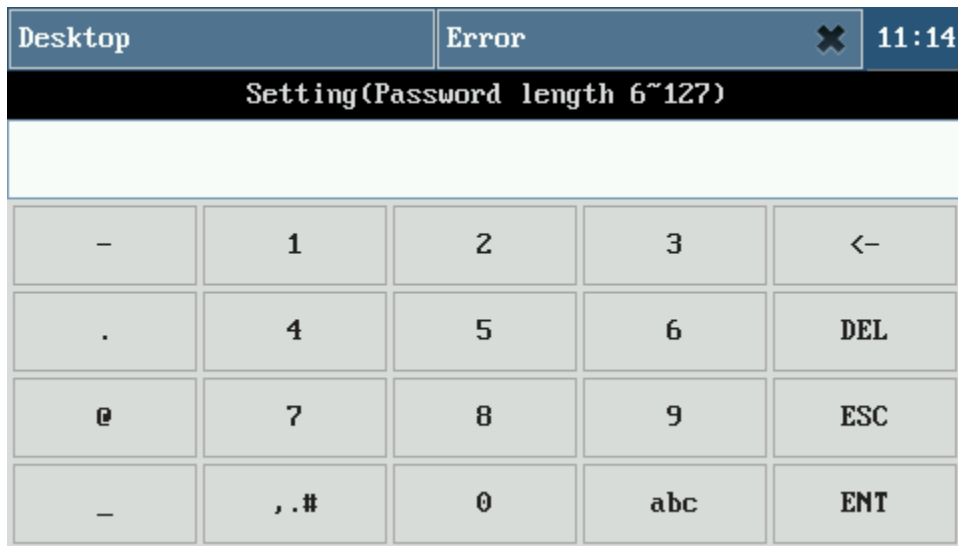 Desktop Error 11:14
Setting(Password length 6~127)
- 1 2 3 <-
. 4 5 6 DEL
@ 7 8 9 ESC
_ ,.# 0 abc ENT